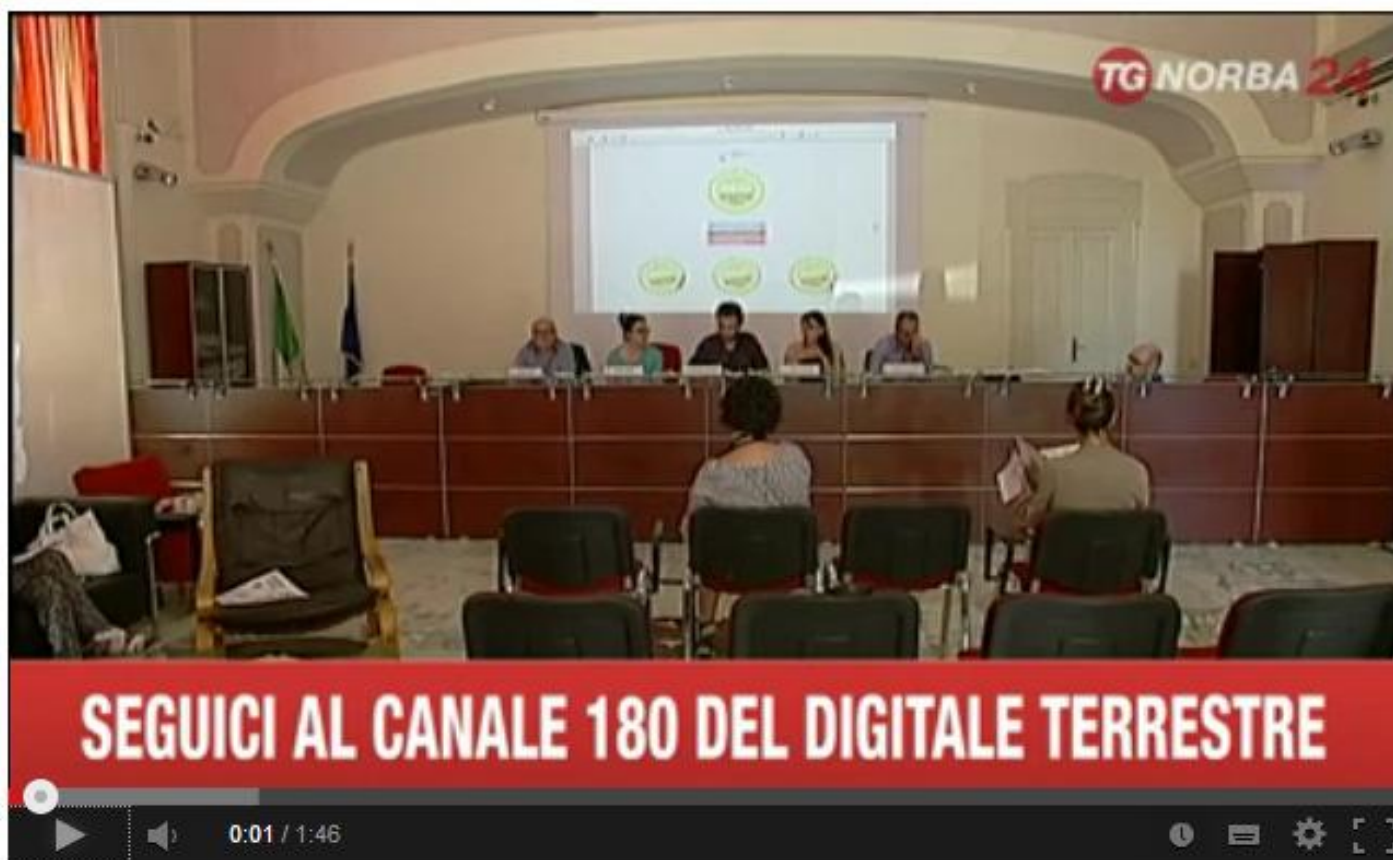 TG NORBA 24
SEGUICI AL CANALE 180 DEL DIGITALE TERRESTRE
0:01 / 1:46